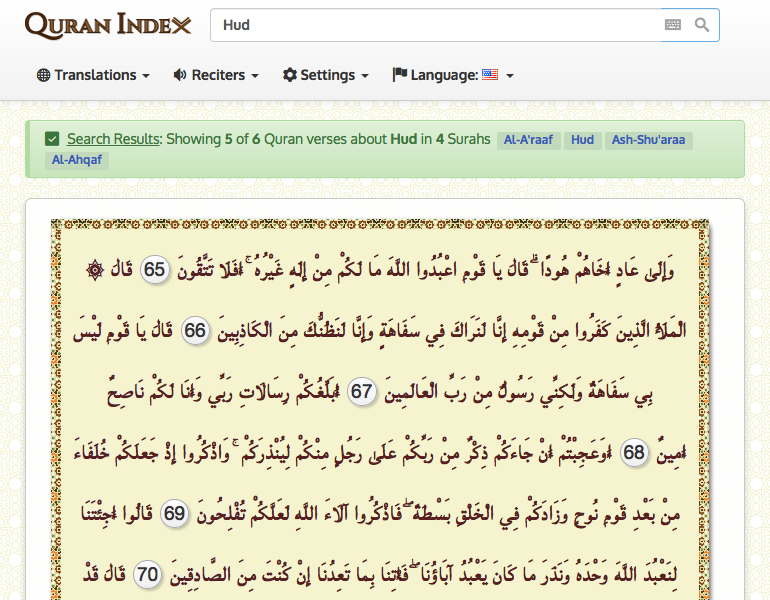 QURAN INDEX
Hud
Translations
Reciters
Settings
Language:
Search Results: Showing 5 of 6 Quran verses about Hud in 4 Surahs Al-A'raaf Hud Ash-Shu'araa
Al-Ahqaf
وَإِلَىٰ عَادٍ أَخَاهُمْ هُودًا ۗ قَالَ يَا قَوْمِ اعْبُدُوا اللَّهَ مَا لَكُمْ مِنْ إِلَٰهٍ غَيْرُهُ ۚ أَفَلَا تَتَّقُونَ 65 قَالَ ۞
الْمَلَأُ الَّذِينَ كَفَرُوا مِنْ قَوْمِهِ إِنَّا لَنَرَاكَ فِي سَفَاهَةٍ وَإِنَّا لَنَظُنُّكَ مِنَ الْكَاذِبِينَ 66 قَالَ يَا قَوْمِ لَيْسَ
بِي سَفَاهَةٌ وَلَٰكِنِّي رَسُولٌ مِنْ رَبِّ الْعَالَمِينَ 67 أُبَلِّغُكُمْ رِسَالَاتِ رَبِّي وَأَنَا لَكُمْ نَاصِحٌ
أَمِينٌ 68 أَوَعَجِبْتُمْ أَنْ جَاءَكُمْ ذِكْرٌ مِنْ رَبِّكُمْ عَلَىٰ رَجُلٍ مِنْكُمْ لِيُنْذِرَكُمْ ۚ وَاذْكُرُوا إِذْ جَعَلَكُمْ خُلَفَاءَ
مِنْ بَعْدِ قَوْمِ نُوحٍ وَزَادَكُمْ فِي الْخَلْقِ بَسْطَةً ۖ فَاذْكُرُوا آلَاءَ اللَّهِ لَعَلَّكُمْ تُفْلِحُونَ 69 قَالُوا أَجِئْتَنَا
لِنَعْبُدَ اللَّهَ وَحْدَهُ وَنَذَرَ مَا كَانَ يَعْبُدُ آبَاؤُنَا ۖ فَأْتِنَا بِمَا تَعِدُنَا إِنْ كُنْتَ مِنَ الصَّادِقِينَ 70 قَالَ قَدْ